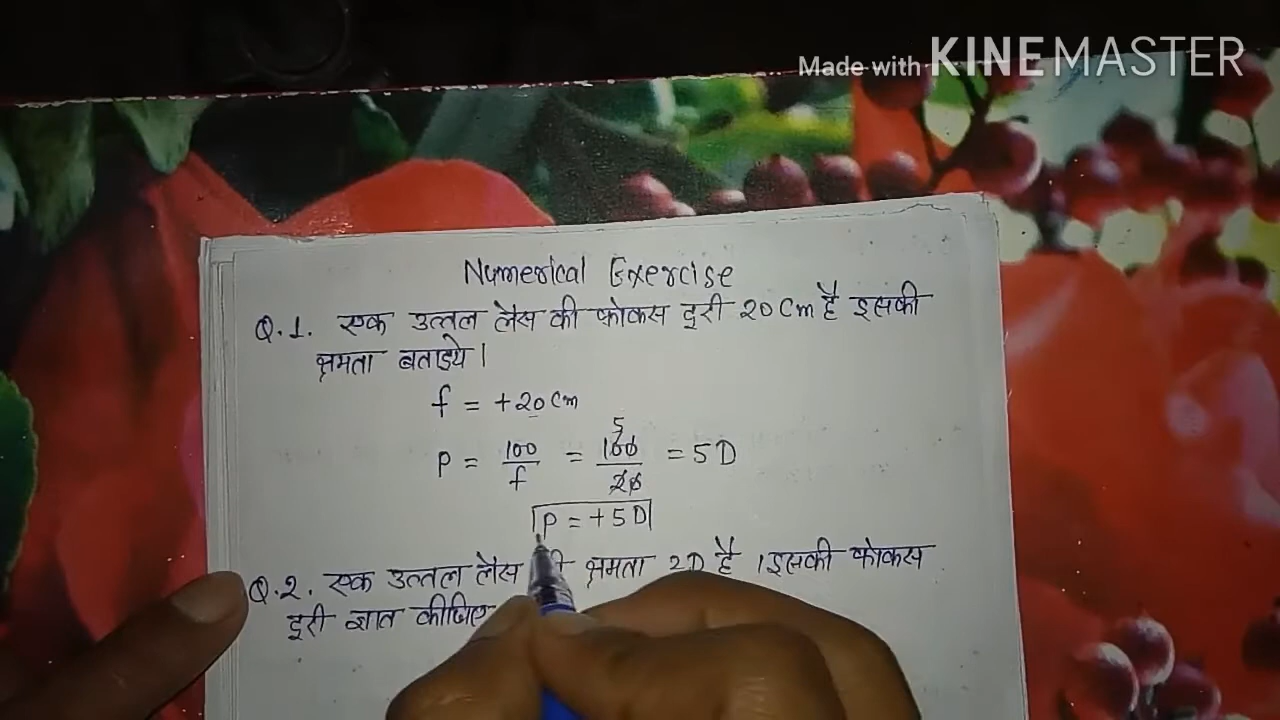 Made with KINEMASTER
Numerical Exercise
Q.1. एक उत्तल लैंस की फ़ोकस दूरी 20 Cm है इसकी
क्षमता बताइये।
f = +20 Cm
P = 100/f = 100/20 = 5D
5
P = +5D
Q.2. एक उत्तल लैंस क्षमता 2D है । इसकी फोकस
दूरी ज्ञात कीजिए